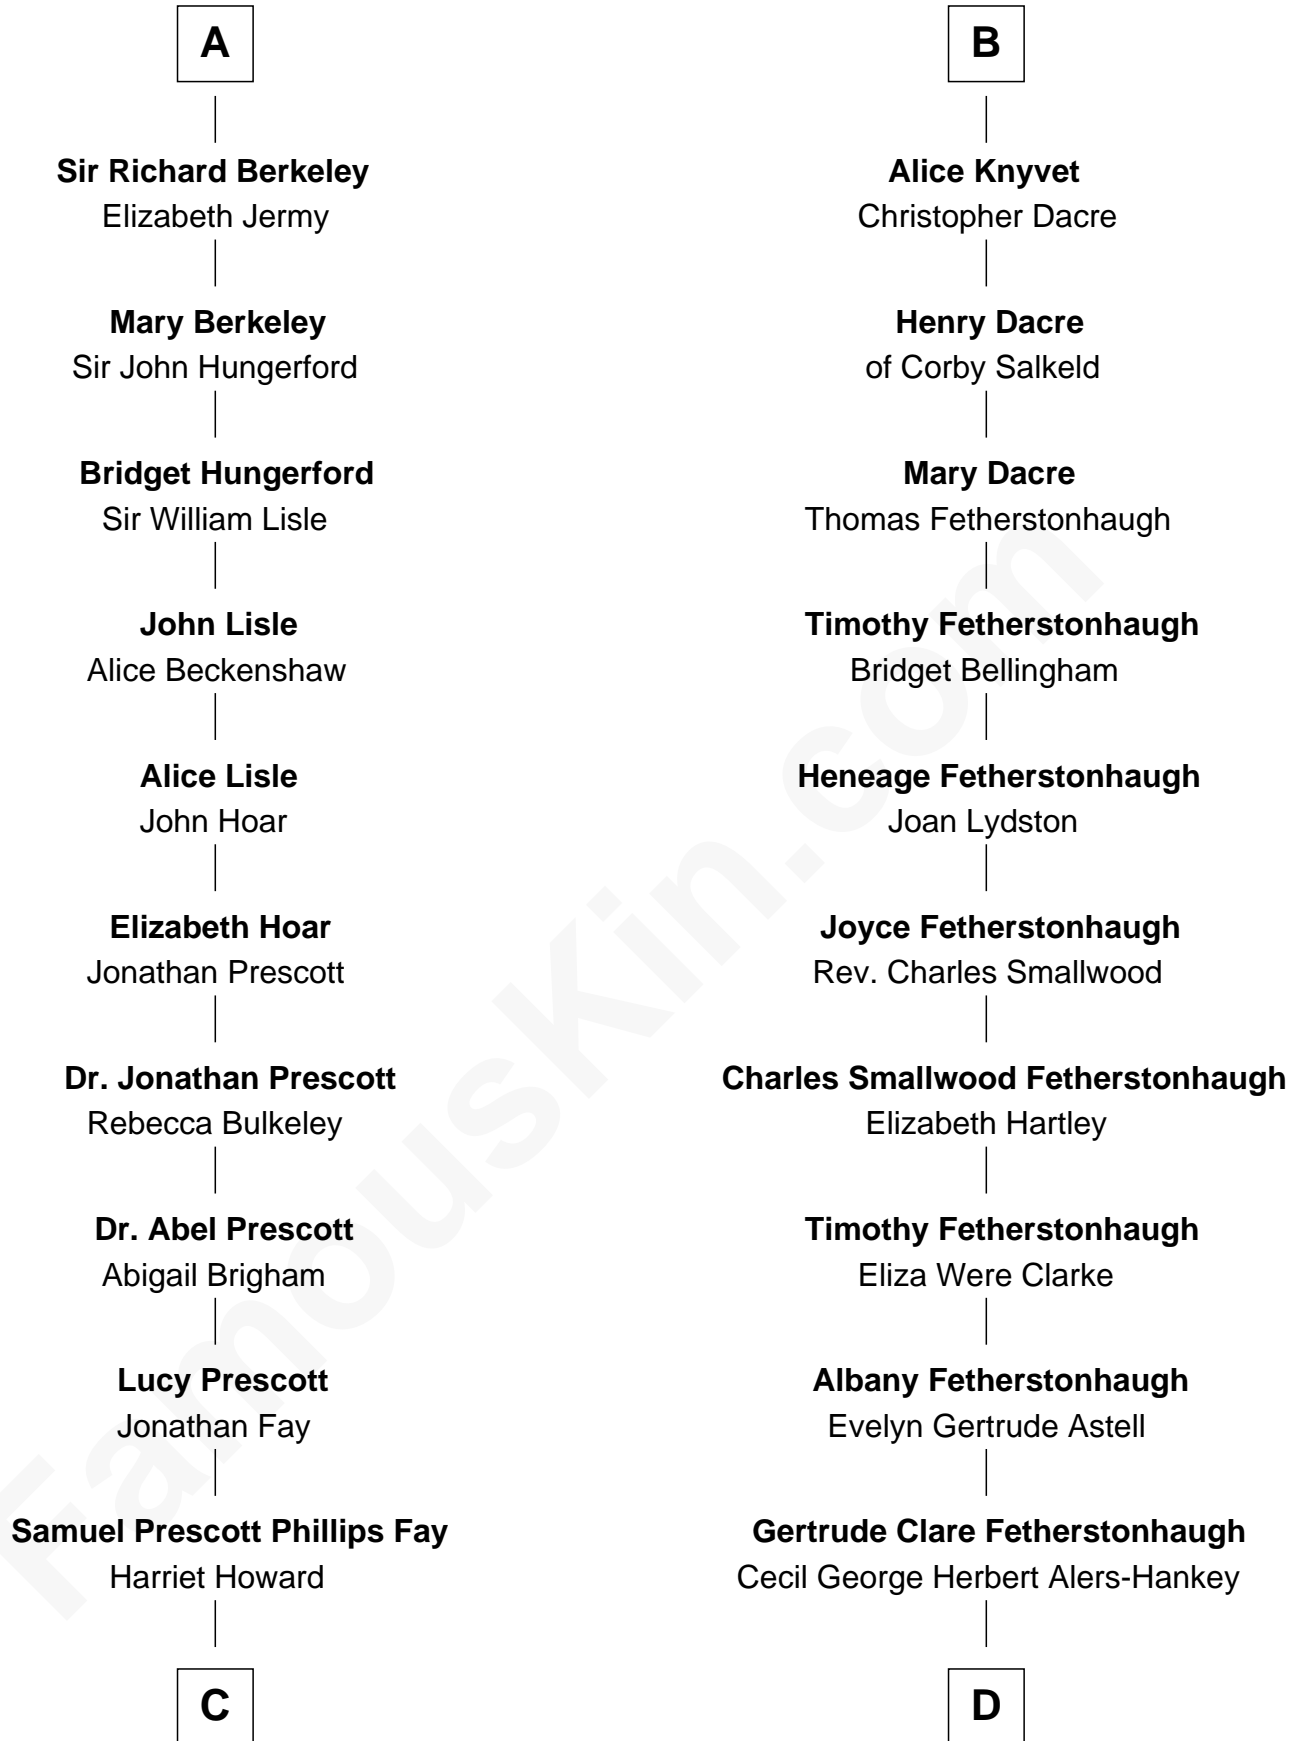 A
Sir Richard Berkeley
Elizabeth Jermy
Mary Berkeley
Sir John Hungerford
Bridget Hungerford
Sir William Lisle
John Lisle
Alice Beckenshaw
Alice Lisle
John Hoar
Elizabeth Hoar
Jonathan Prescott
Dr. Jonathan Prescott
Rebecca Bulkeley
Dr. Abel Prescott
Abigail Brigham
Lucy Prescott
Jonathan Fay
Samuel Prescott Phillips Fay
Harriet Howard
C
B
Alice Knyvet
Christopher Dacre
Henry Dacre
of Corby Salkeld
Mary Dacre
Thomas Fetherstonhaugh
Timothy Fetherstonhaugh
Bridget Bellingham
Heneage Fetherstonhaugh
Joan Lydston
Joyce Fetherstonhaugh
Rev. Charles Smallwood
Charles Smallwood Fetherstonhaugh
Elizabeth Hartley
Timothy Fetherstonhaugh
Eliza Were Clarke
Albany Fetherstonhaugh
Evelyn Gertrude Astell
Gertrude Clare Fetherstonhaugh
Cecil George Herbert Alers-Hankey
D
FamousKin.com